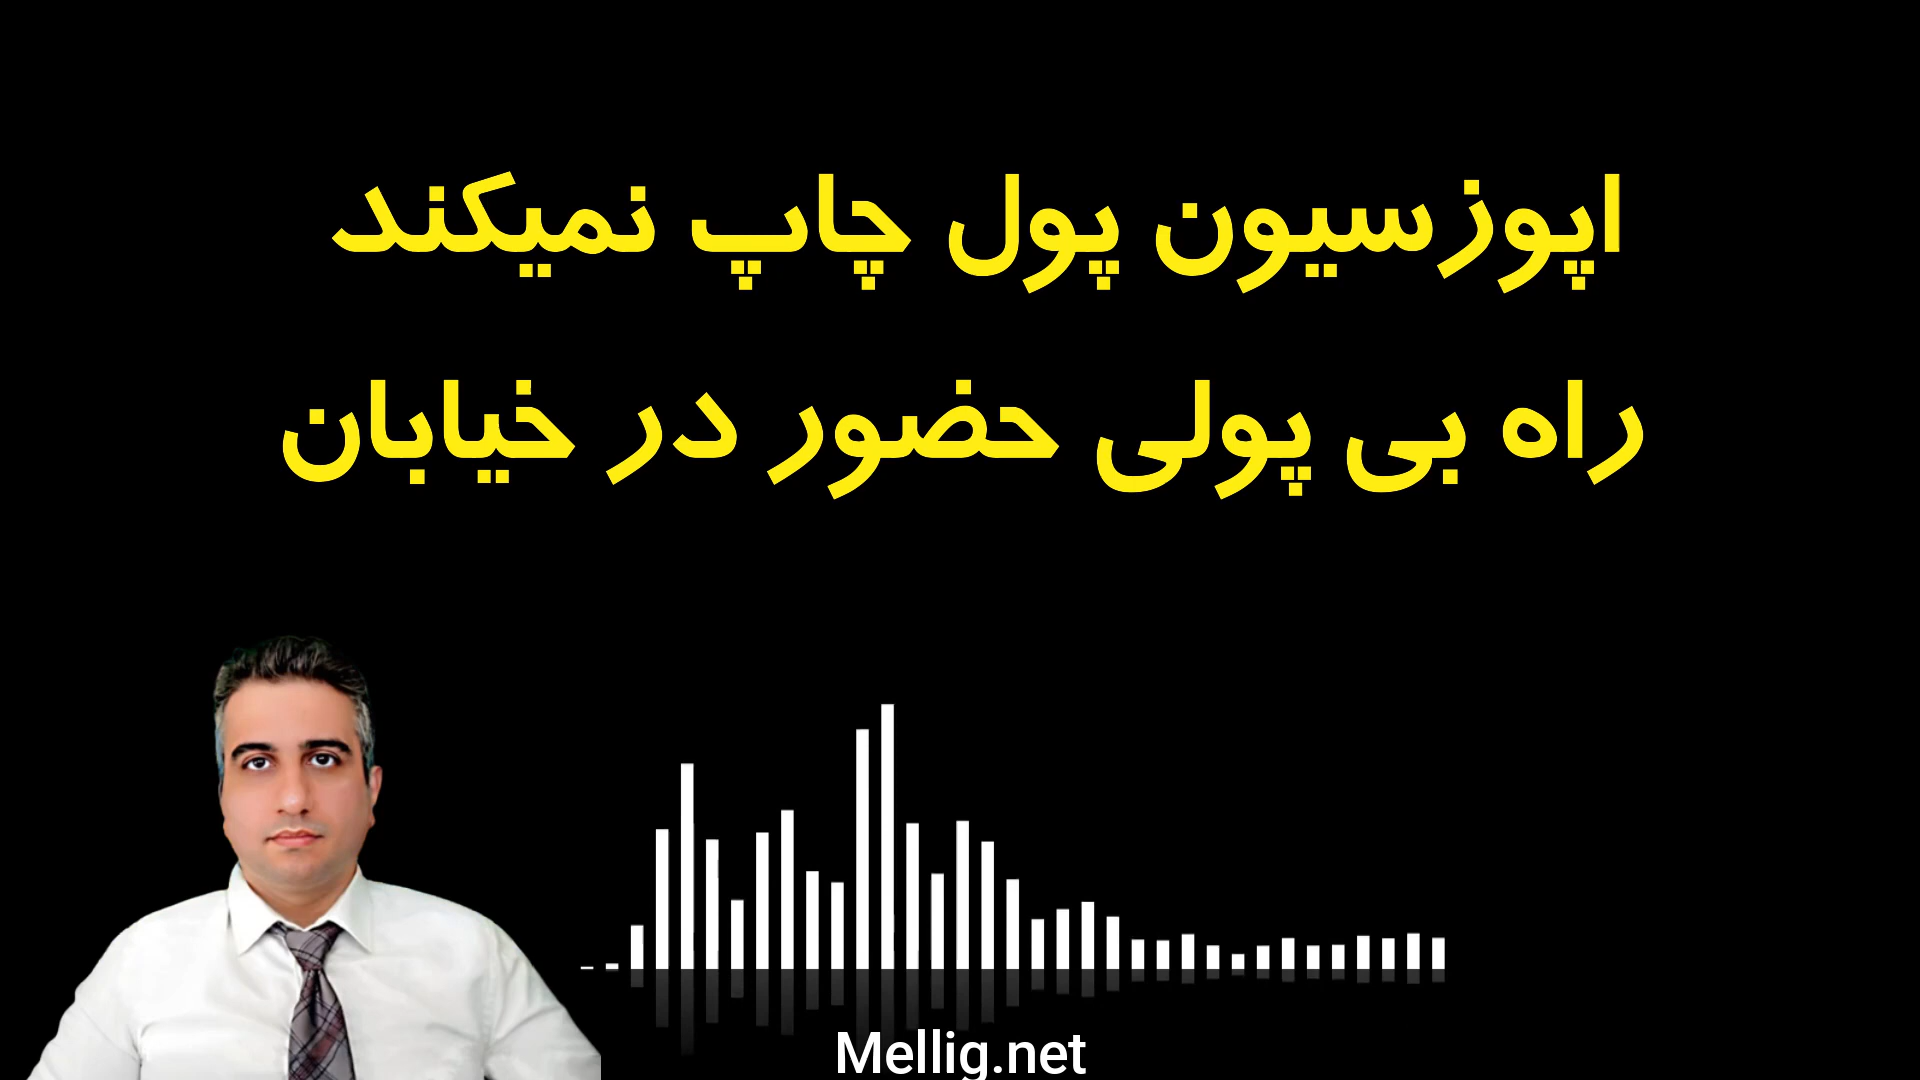 اپوزسیون پول چاپ نمیکند
راه بی پولی حضور در خیابان
Mellig.net